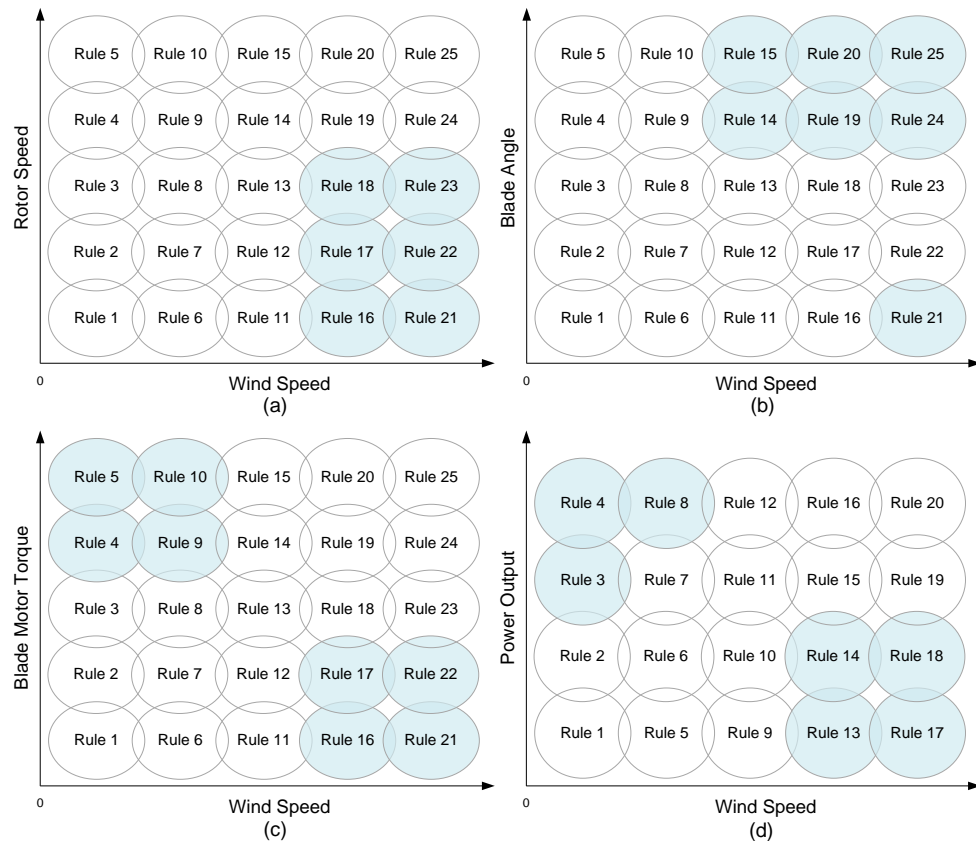 Rotor Speed
Rule 5 Rule 10 Rule 15 Rule 20 Rule 25
Rule 4 Rule 9 Rule 14 Rule 19 Rule 24
Rule 3 Rule 8 Rule 13 Rule 18 Rule 23
Rule 2 Rule 7 Rule 12 Rule 17 Rule 22
Rule 1 Rule 6 Rule 11 Rule 16 Rule 21
0
Wind Speed
(a)
Blade Angle
Rule 5 Rule 10 Rule 15 Rule 20 Rule 25
Rule 4 Rule 9 Rule 14 Rule 19 Rule 24
Rule 3 Rule 8 Rule 13 Rule 18 Rule 23
Rule 2 Rule 7 Rule 12 Rule 17 Rule 22
Rule 1 Rule 6 Rule 11 Rule 16 Rule 21
0
Wind Speed
(b)
Blade Motor Torque
Rule 5 Rule 10 Rule 15 Rule 20 Rule 25
Rule 4 Rule 9 Rule 14 Rule 19 Rule 24
Rule 3 Rule 8 Rule 13 Rule 18 Rule 23
Rule 2 Rule 7 Rule 12 Rule 17 Rule 22
Rule 1 Rule 6 Rule 11 Rule 16 Rule 21
0
Wind Speed
(c)
Power Output
Rule 4 Rule 8 Rule 12 Rule 16 Rule 20
Rule 3 Rule 7 Rule 11 Rule 15 Rule 19
Rule 2 Rule 6 Rule 10 Rule 14 Rule 18
Rule 1 Rule 5 Rule 9 Rule 13 Rule 17
0
Wind Speed
(d)